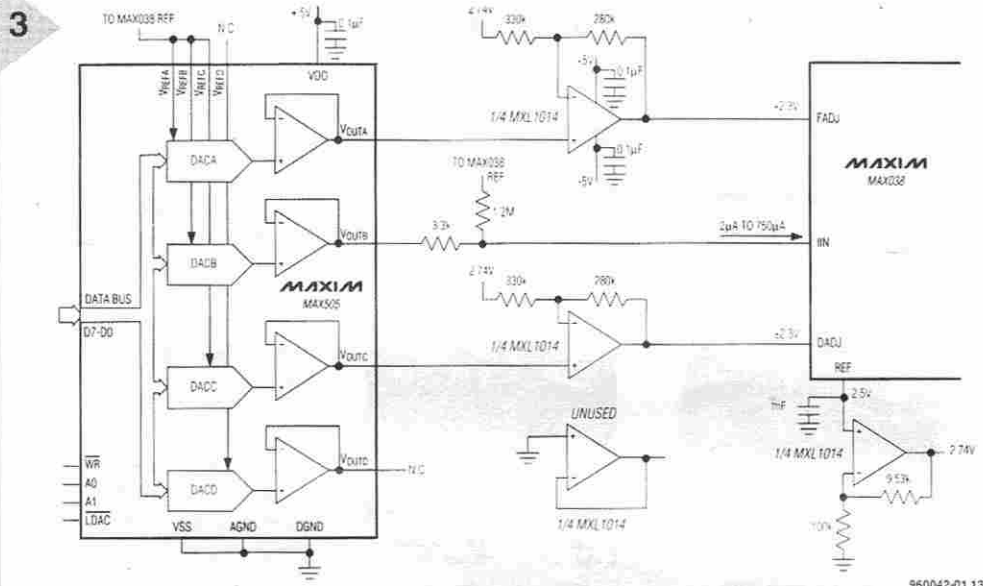 3
TO MAX038 REF
N.C.
+5V
0.1µF
VDD
VREFA
VREFB
VREFC
VREFD
DACA
VOUTA
DACB
VOUTB
MAXIM
MAX505
DATA BUS
D7-D0
DACC
VOUTC
DACD
VOUTD
N.C.
WR
A0
A1
LDAC
VSS
AGND
DGND
330k
280k
0.1µF
1/4 MXL1014
0.1µF
-5V
±2.3V
FADJ
TO MAX038
REF
1.2M
3.3k
2µA TO 750µA
IIN
MAXIM
MAX038
2.74V
330k
280k
1/4 MXL1014
±2.3V
DADJ
REF
2.5V
UNUSED
1/4 MXL1014
1/4 MXL1014
2.74V
9.53k
960042-01.13